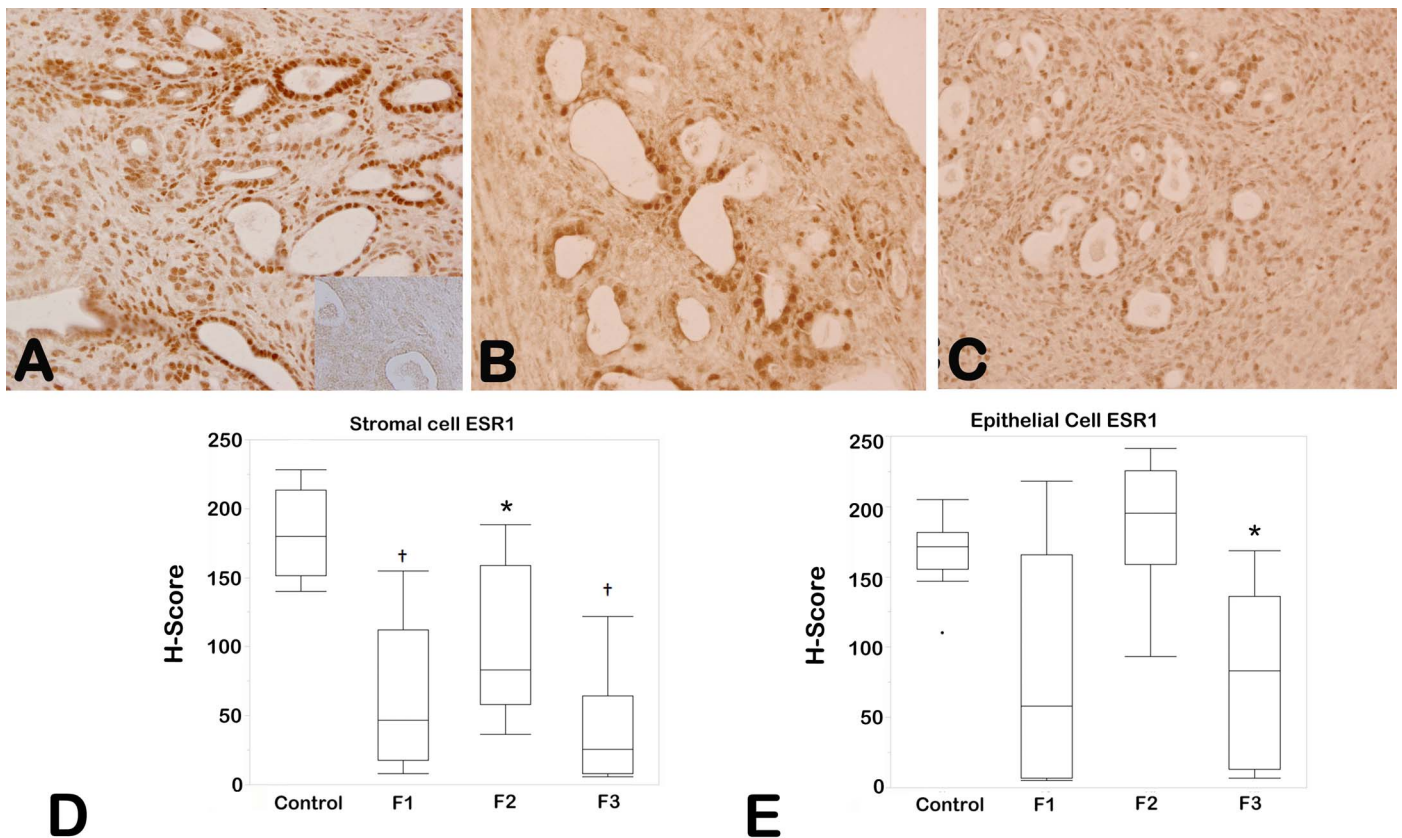 A
B
C
Stromal cell ESR1
250
200
150
100
50
0
H-Score
†
*
†
Control F1 F2 F3
D
Epithelial Cell ESR1
250
200
150
100
50
0
H-Score
*
Control F1 F2 F3
E